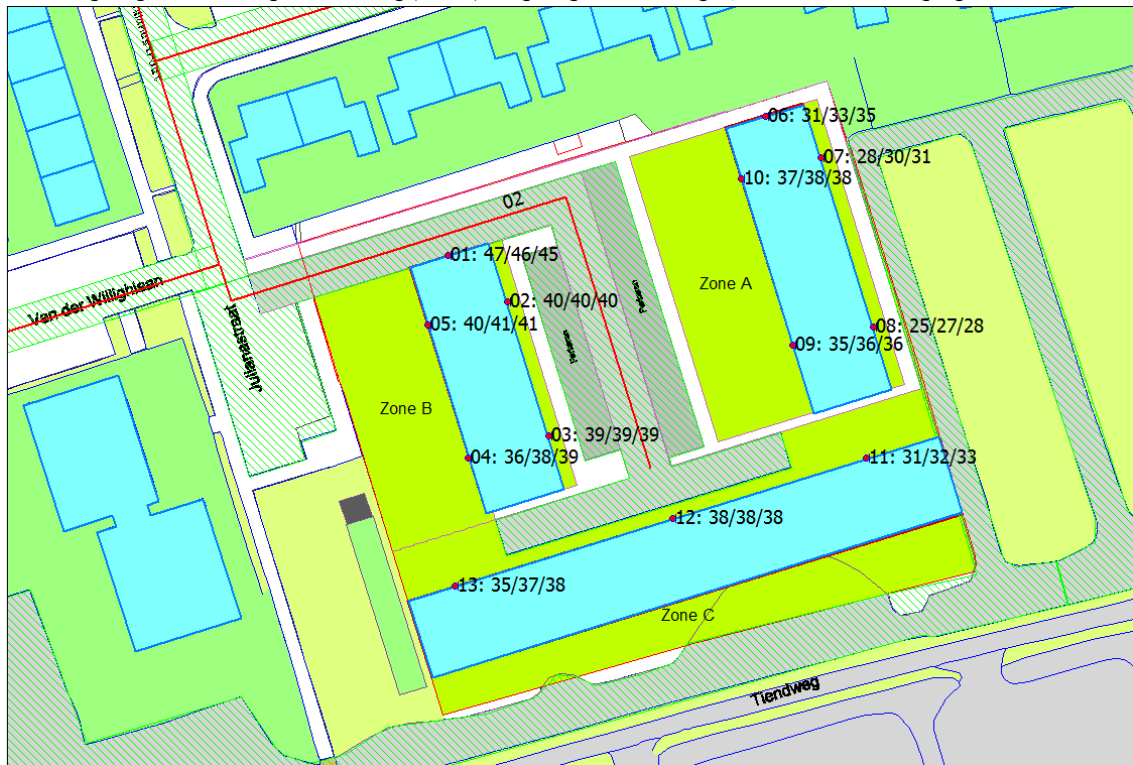 06: 31/33/35
07: 28/30/31
10: 37/38/38
02
01: 47/46/45
Zone A
Parkeren
02: 40/40/40
Van der Willighlaan
05: 40/41/41
08: 25/27/28
Parkeren
09: 35/36/36
Julianastraat
Zone B
03: 39/39/39
04: 36/38/39
11: 31/32/33
12: 38/38/38
13: 35/37/38
Zone C
Tiendweg